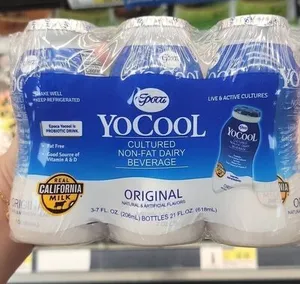 Epoca
SHAKE WELL
KEEP REFRIGERATED
LIVE & ACTIVE CULTURES
Epoca Yocool is
PROBIOTIC DRINK.
YOCOOL
CULTURED
NON-FAT DAIRY
BEVERAGE
Fat Free
Good Source of
Vitamin A & D
YOCOOL
REAL
CALIFORNIA
MILK
ORIGINAL
NATURAL & ARTIFICIAL FLAVORS
3-7 FL. OZ. (206mL) BOTTLES 21 FL.OZ. (618mL)